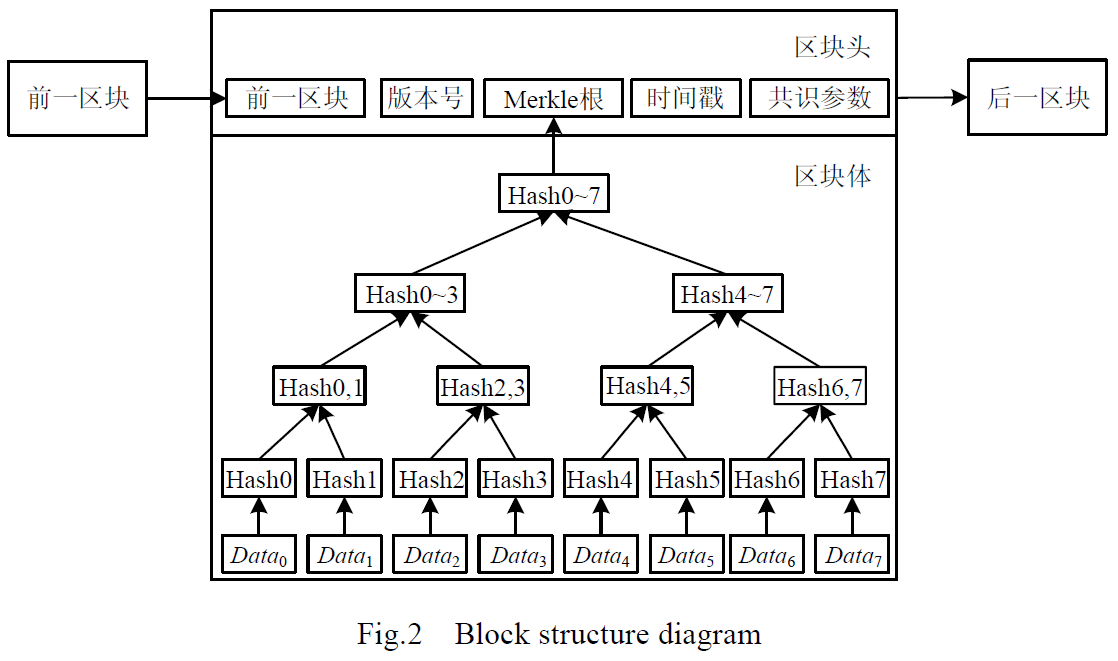 区块头
前一区块
前一区块 版本号 Merkle根 时间戳 共识参数
后一区块
区块体
Hash0~7
Hash0~3 Hash4~7
Hash0,1 Hash2,3 Hash4,5 Hash6,7
Hash0 Hash1 Hash2 Hash3 Hash4 Hash5 Hash6 Hash7
Data0 Data1 Data2 Data3 Data4 Data5 Data6 Data7
Fig.2 Block structure diagram